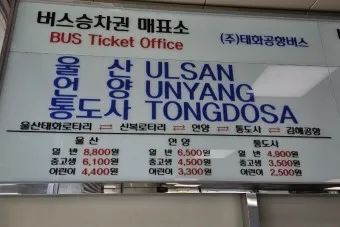 버스승차권 매표소
BUS Ticket Office
(주)태화공항버스
울 산 ULSAN
언 양 UNYANG
통도사 TONGDOSA
울산태화로타리 ⇌ 신복로타리 ⇌ 언양 ⇌ 통도사 ⇌ 김해공항
울 산 언 양 통도사
일 반 8,800원 일 반 6,500원 일 반 4,900원
중고생 6,100원 중고생 4,500원 중고생 3,500원
어린이 4,400원 어린이 3,300원 어린이 2,500원